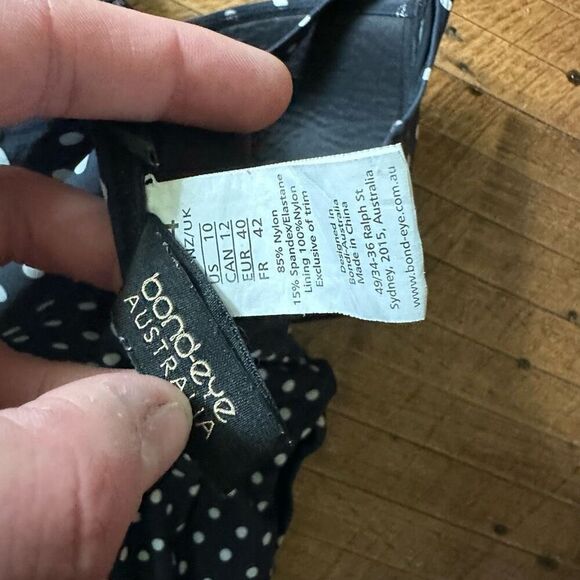 bond-eye
AUSTRALIA
NZ/UK
US 10
CAN 12
EUR 40
FR 42
85% Nylon
15% Spandex/Elastane
Lining 100%Nylon
Exclusive of trim
Designed in
Bondi-Australia
Made in China
49/34-36 Ralph St
Sydney, 2015, Australia
www.bond-eye.com.au